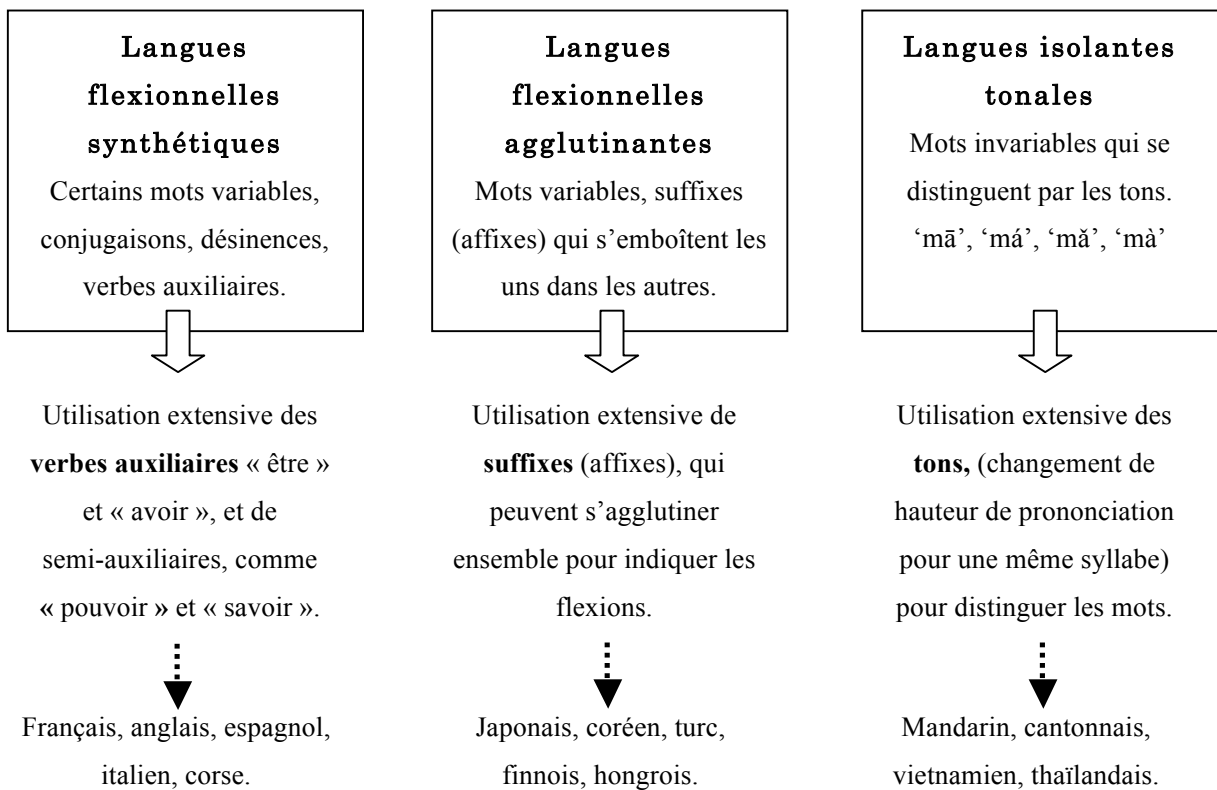 Langues
flexionnelles
synthétiques
Certains mots variables,
conjugaisons, désinences,
verbes auxiliaires.
Utilisation extensive des
verbes auxiliaires « être »
et « avoir », et de
semi-auxiliaires, comme
« pouvoir » et « savoir ».
Français, anglais, espagnol,
italien, corse.
Langues
flexionnelles
agglutinantes
Mots variables, suffixes
(affixes) qui s’emboîtent les
uns dans les autres.
Utilisation extensive de
suffixes (affixes), qui
peuvent s’agglutiner
ensemble pour indiquer les
flexions.
Japonais, coréen, turc,
finnois, hongrois.
Langues isolantes
tonales
Mots invariables qui se
distinguent par les tons.
‘mā’, ‘má’, ‘mǎ’, ‘mà’
Utilisation extensive des
tons, (changement de
hauteur de prononciation
pour une même syllabe)
pour distinguer les mots.
Mandarin, cantonnais,
vietnamien, thaïlandais.